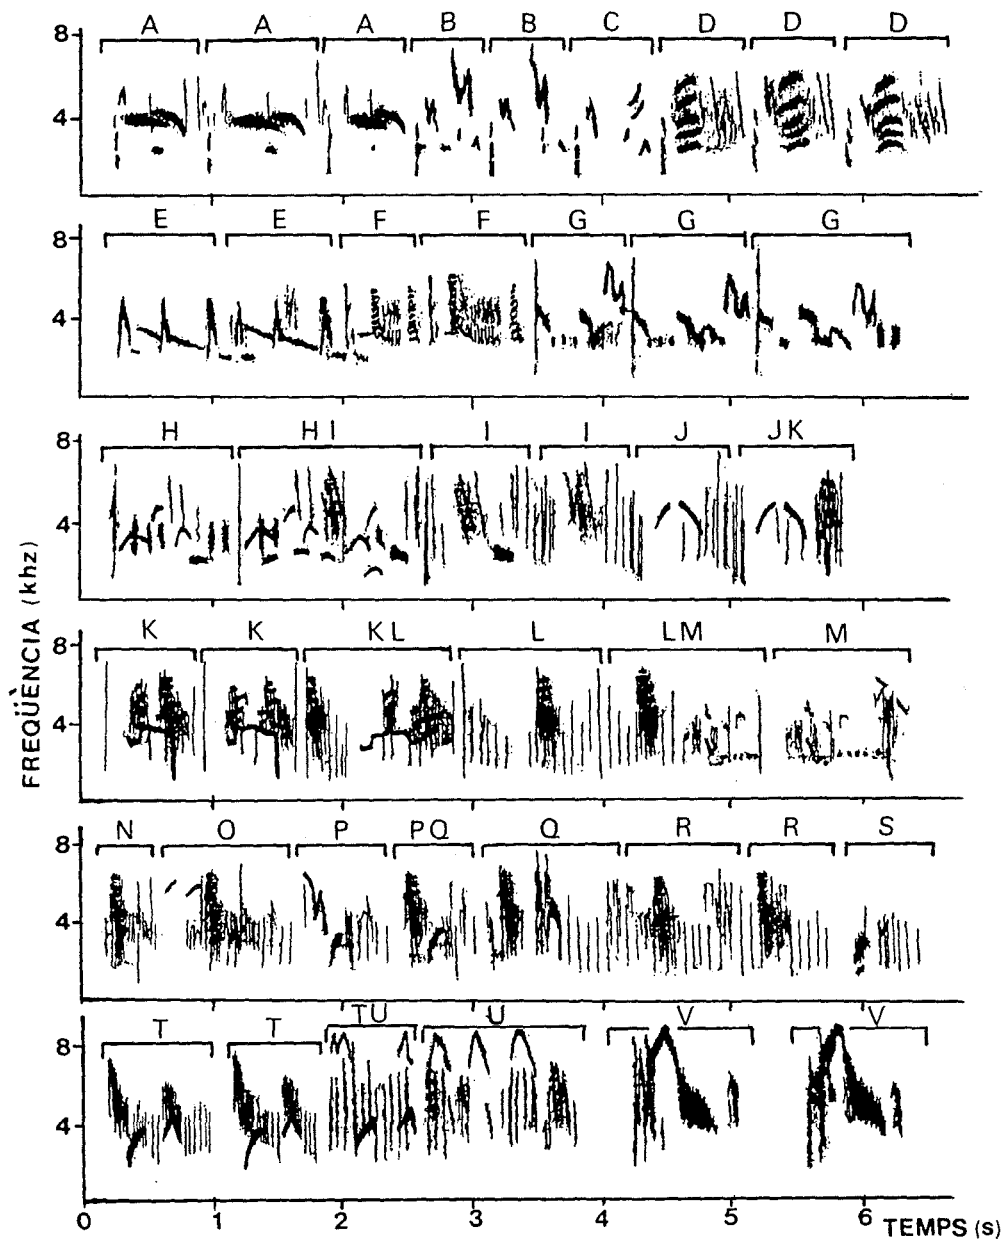 A A A B B C D D D
8
4
E E F F G G G
8
4
H H I I I J J K
8
4
K K K L L L M M
8
4
N O P P Q Q R R S
8
4
T T T U U V V
8
4
0 1 2 3 4 5 6 TEMPS (s)
FREQÜÈNCIA (khz)